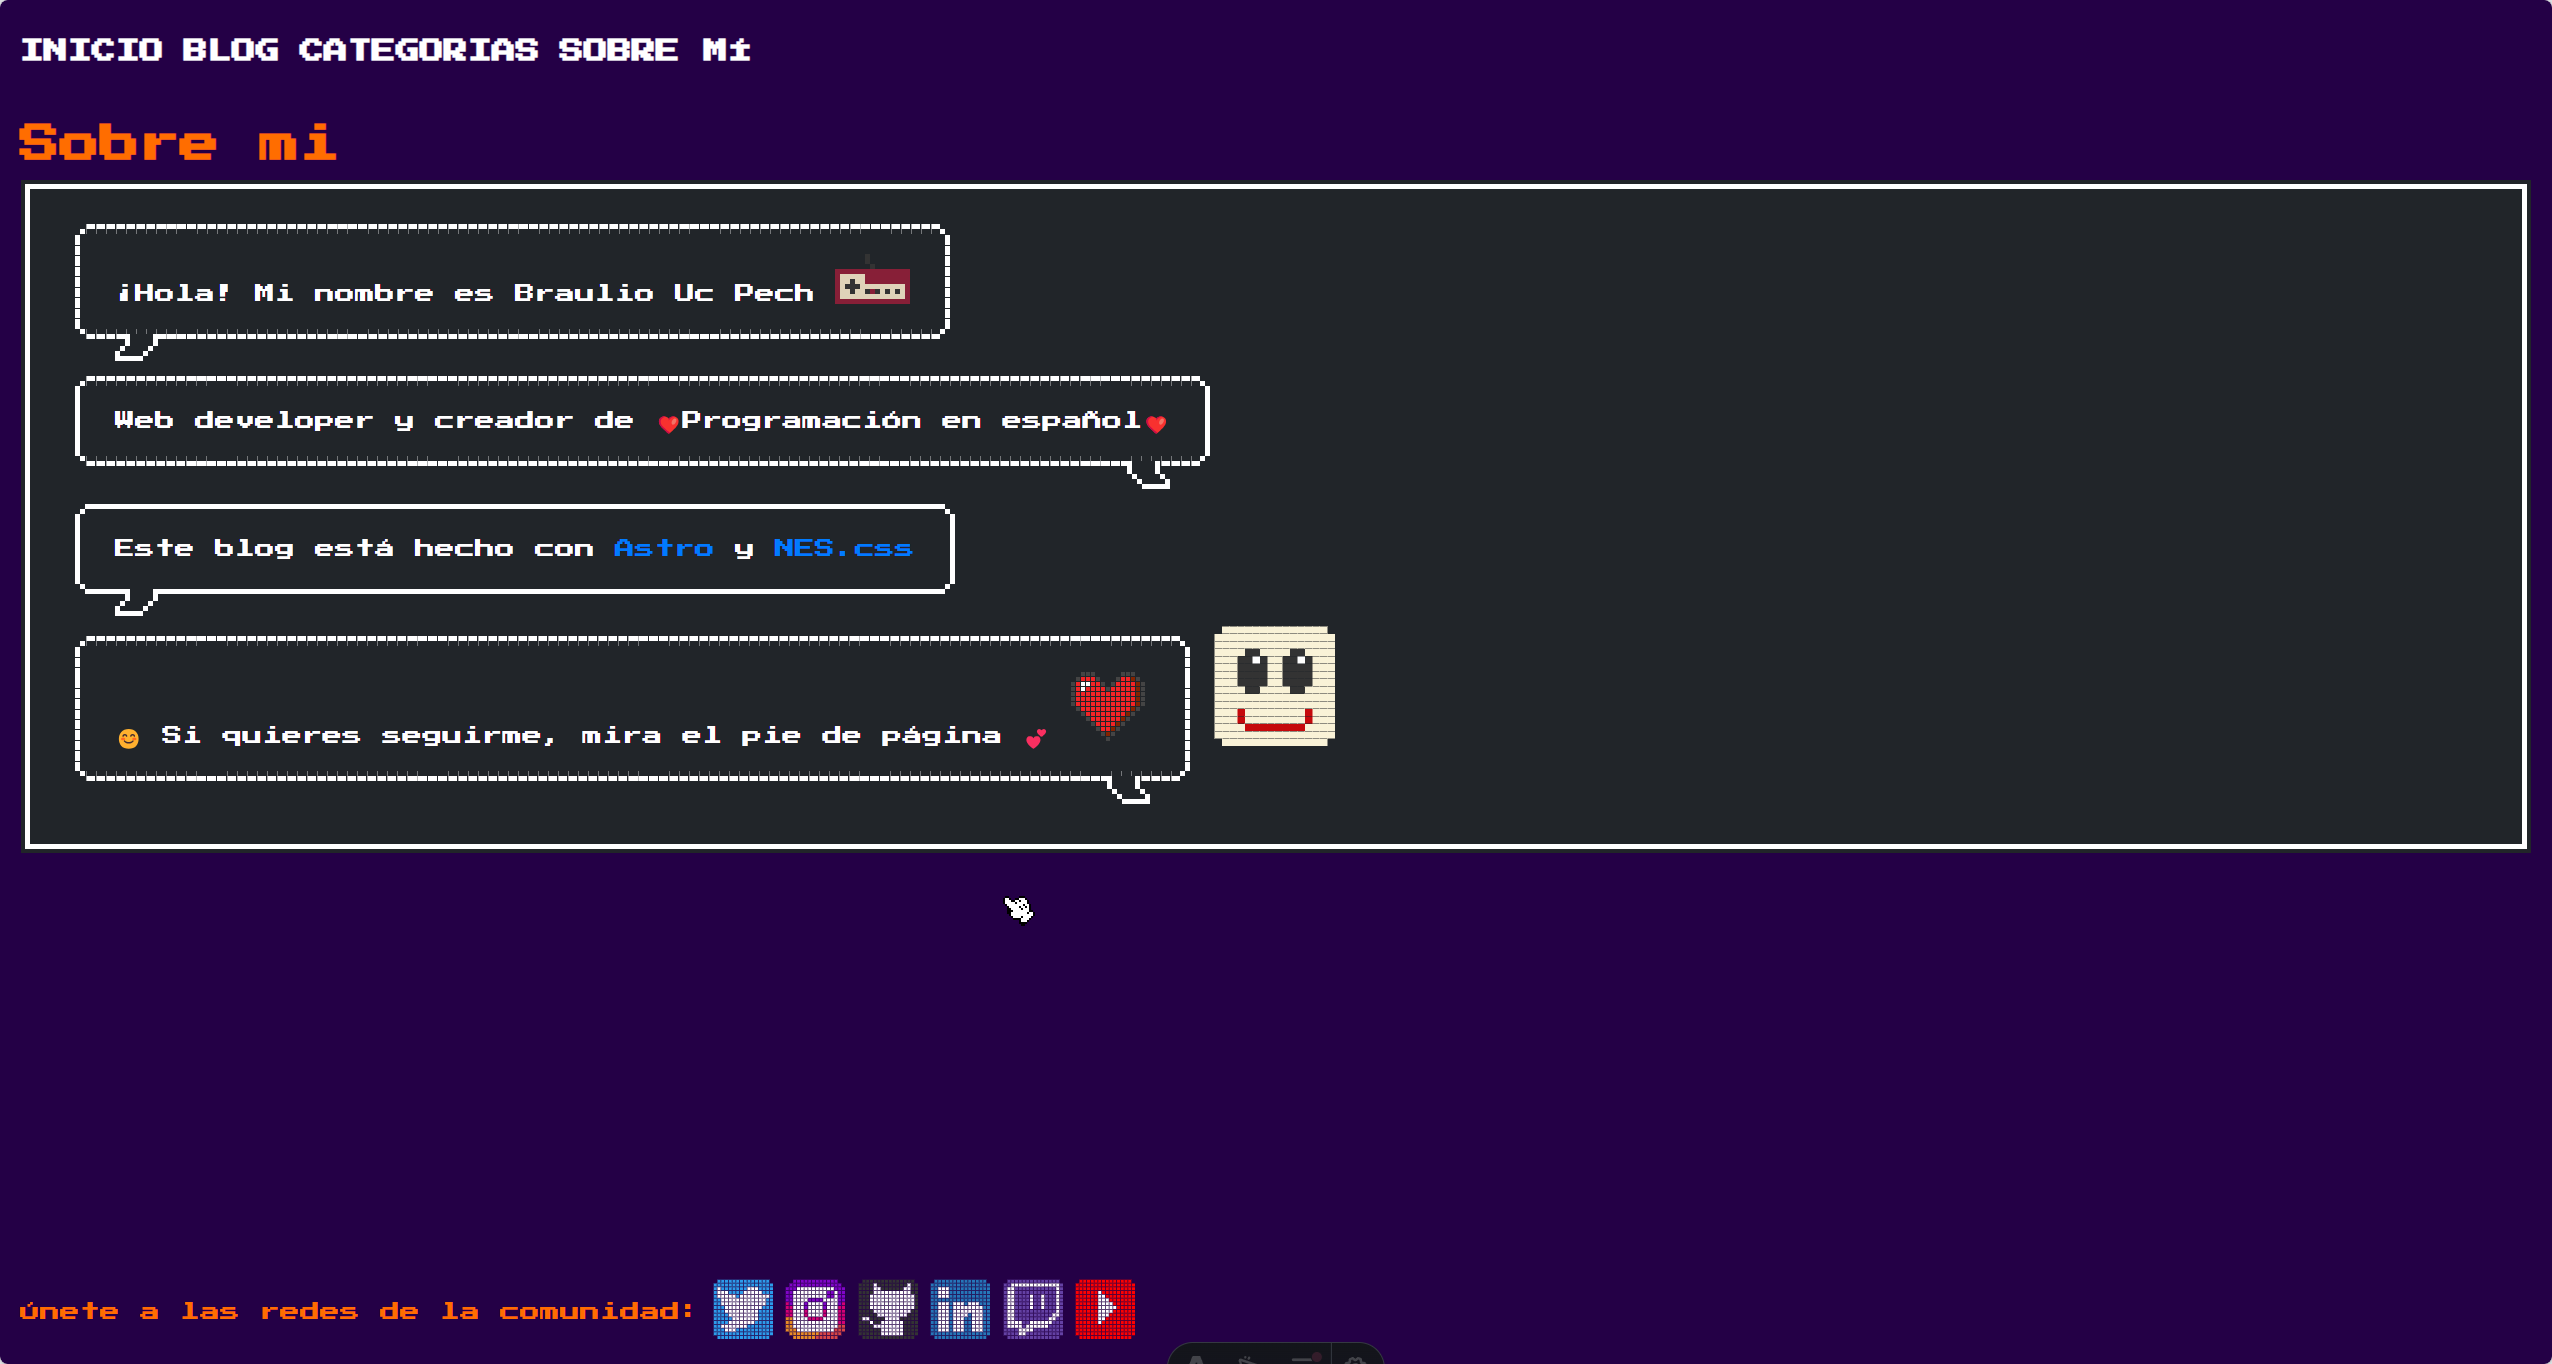 INICIO BLOG CATEGORIAS SOBRE Mí
Sobre mi
¡Hola! Mi nombre es Braulio Uc Pech
Web developer y creador de ❤️Programación en español❤️
Este blog está hecho con Astro y NES.css
😊 Si quieres seguirme, mira el pie de página 💕
únete a las redes de la comunidad: